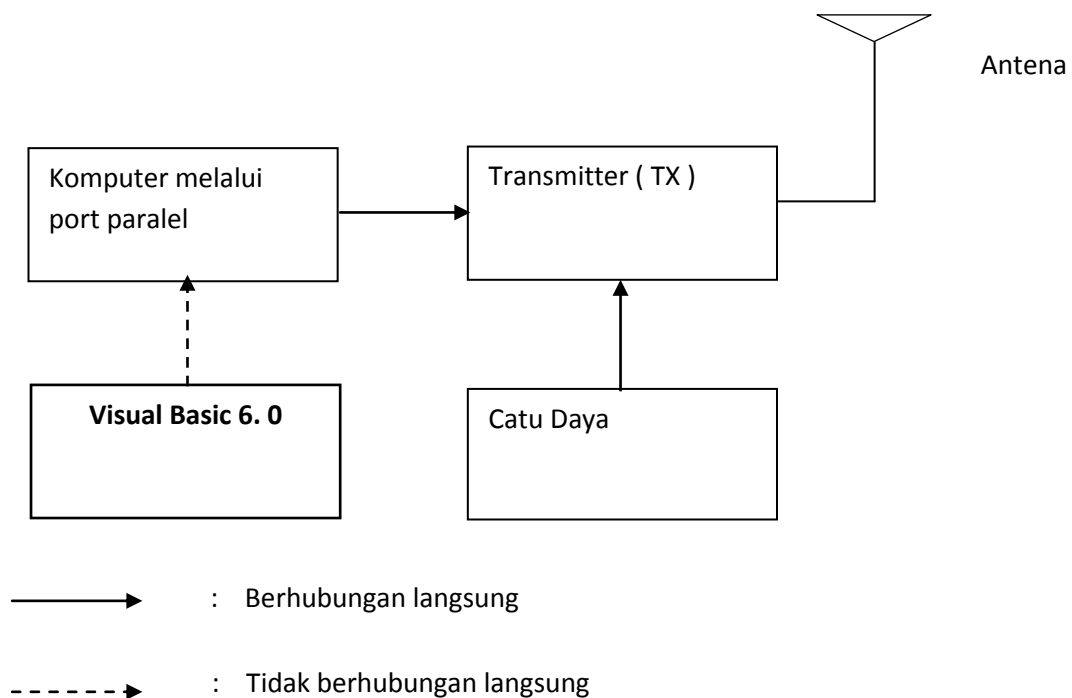 Antena
Komputer melalui
port paralel
Transmitter ( TX )
Visual Basic 6. 0
Catu Daya
: Berhubungan langsung
: Tidak berhubungan langsung